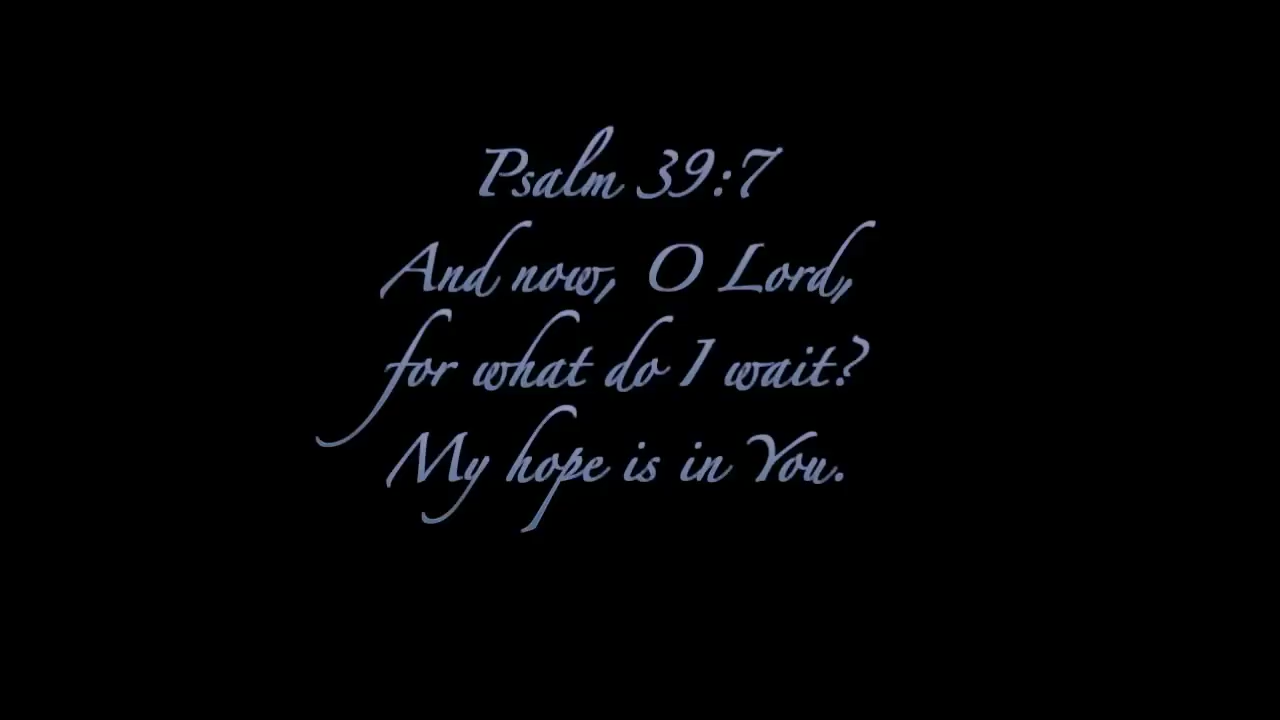 Psalm 39:7
And now, O Lord,
for what do I wait?
My hope is in You.